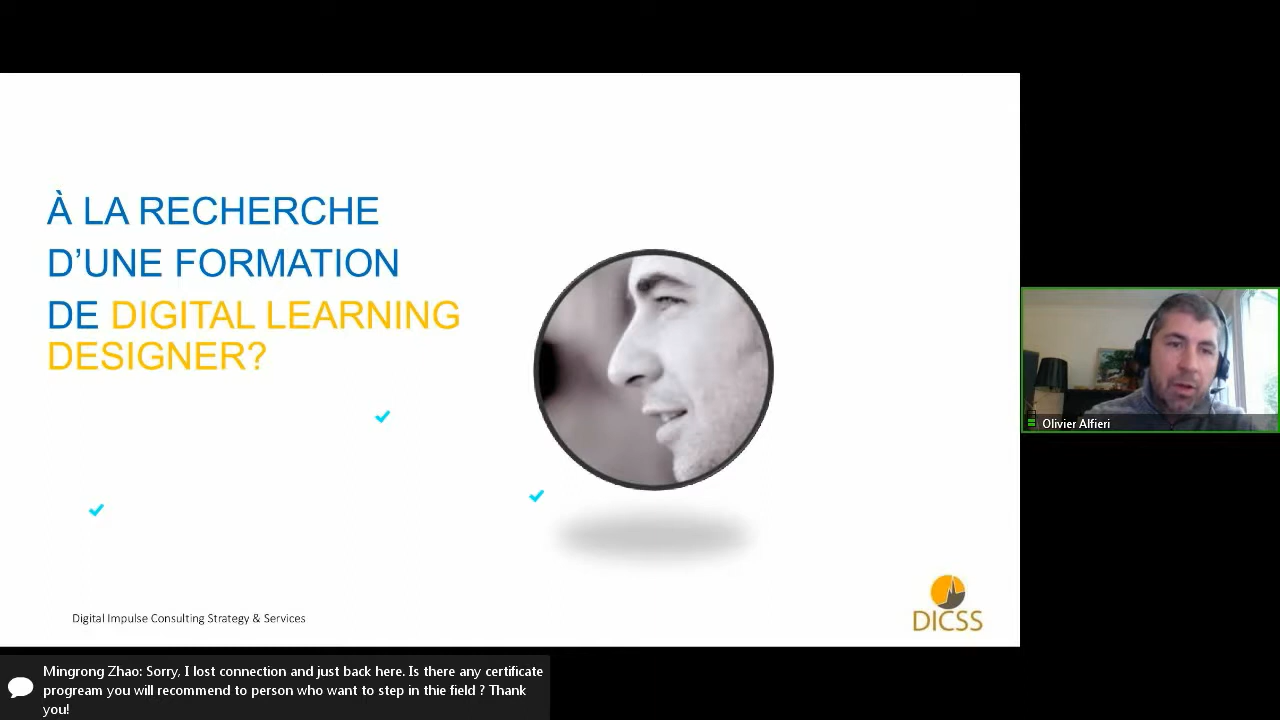 À LA RECHERCHE
D’UNE FORMATION
DE DIGITAL LEARNING
DESIGNER?
Olivier Alfieri
Digital Impulse Consulting Strategy & Services
DICSS
Mingrong Zhao: Sorry, I lost connection and just back here. Is there any certificate
progream you will recommend to person who want to step in thie field ? Thank
you!